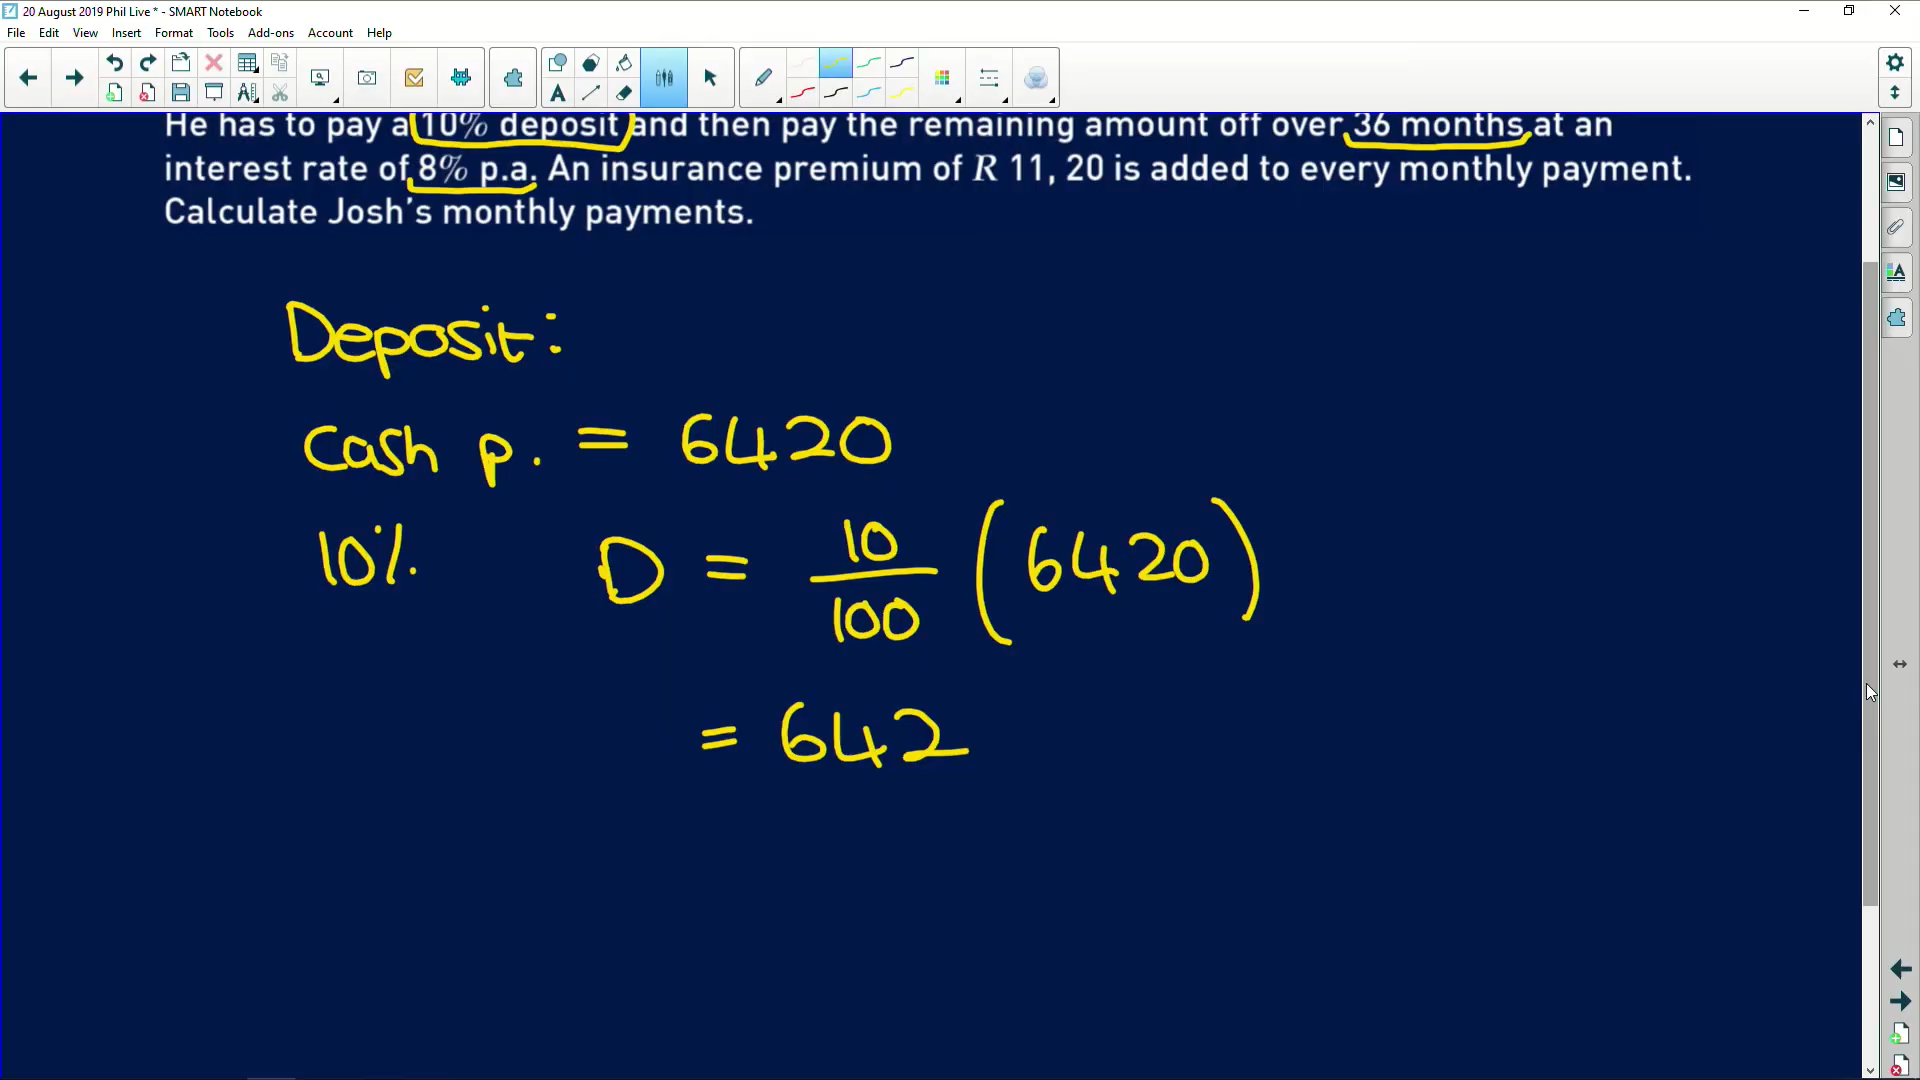 20 August 2019 Phil Live * - SMART Notebook
File Edit View Insert Format Tools Add-ons Account Help
He has to pay a 10% deposit and then pay the remaining amount off over 36 months at an
interest rate of 8% p.a. An insurance premium of R 11, 20 is added to every monthly payment.
Calculate Josh's monthly payments.
Deposit:
Cash p. = 6420
10% D = 10/100 (6420)
= 642